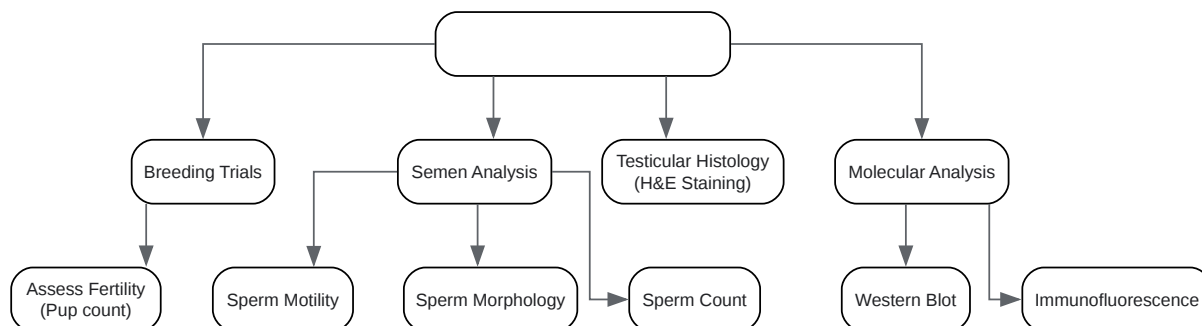 Breeding Trials
Semen Analysis
Testicular Histology
(H&E Staining)
Molecular Analysis
Assess Fertility
(Pup count)
Sperm Motility
Sperm Morphology
Sperm Count
Western Blot
Immunofluorescence